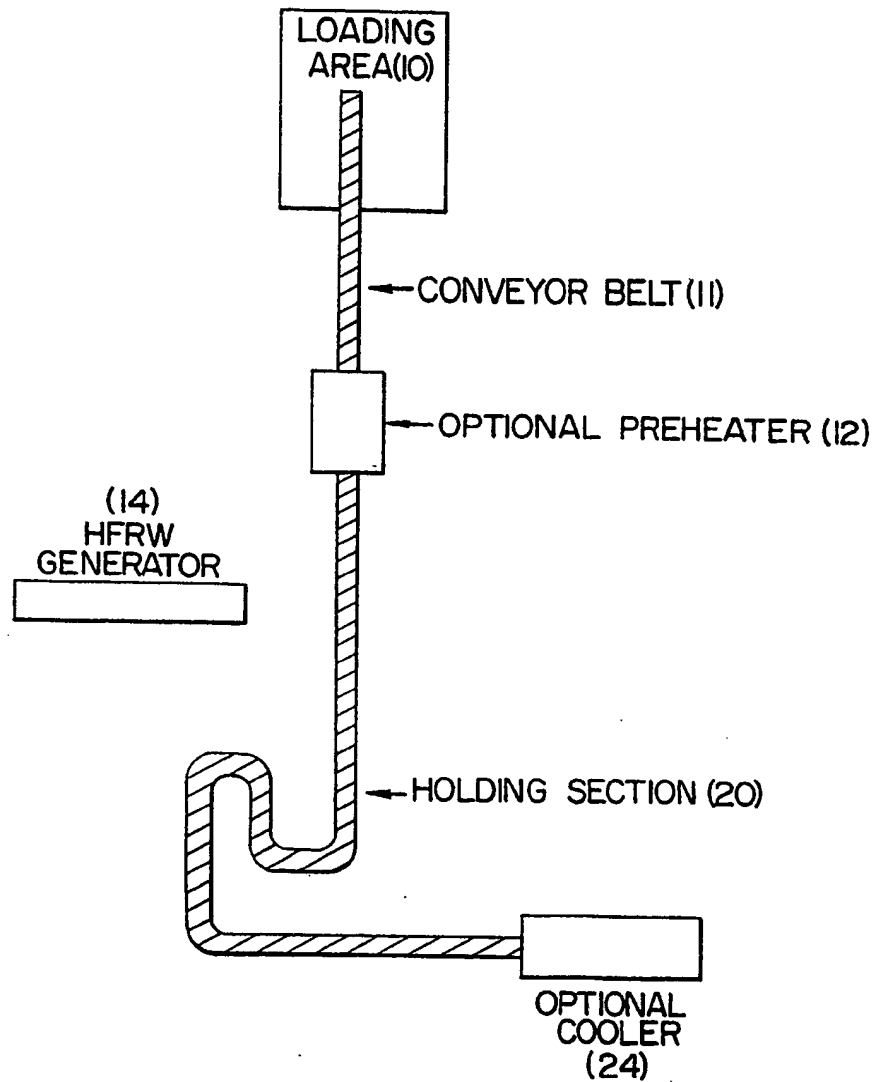 LOADING
AREA(10)
CONVEYOR BELT(11)
OPTIONAL PREHEATER (12)
(14)
HFRW
GENERATOR
HOLDING SECTION (20)
OPTIONAL
COOLER
(24)